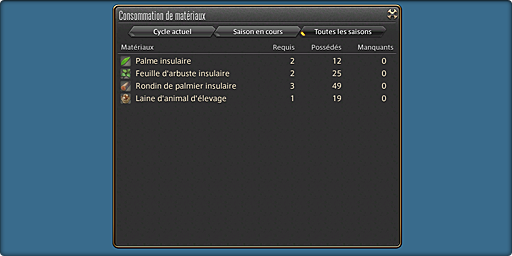 Consommation de matériaux
Cycle actuel Saison en cours Toutes les saisons
Matériaux Requis Possédés Manquants
Palme insulaire 2 12 0
Feuille d'arbuste insulaire 2 25 0
Rondin de palmier insulaire 3 49 0
Laine d'animal d'élevage 1 19 0